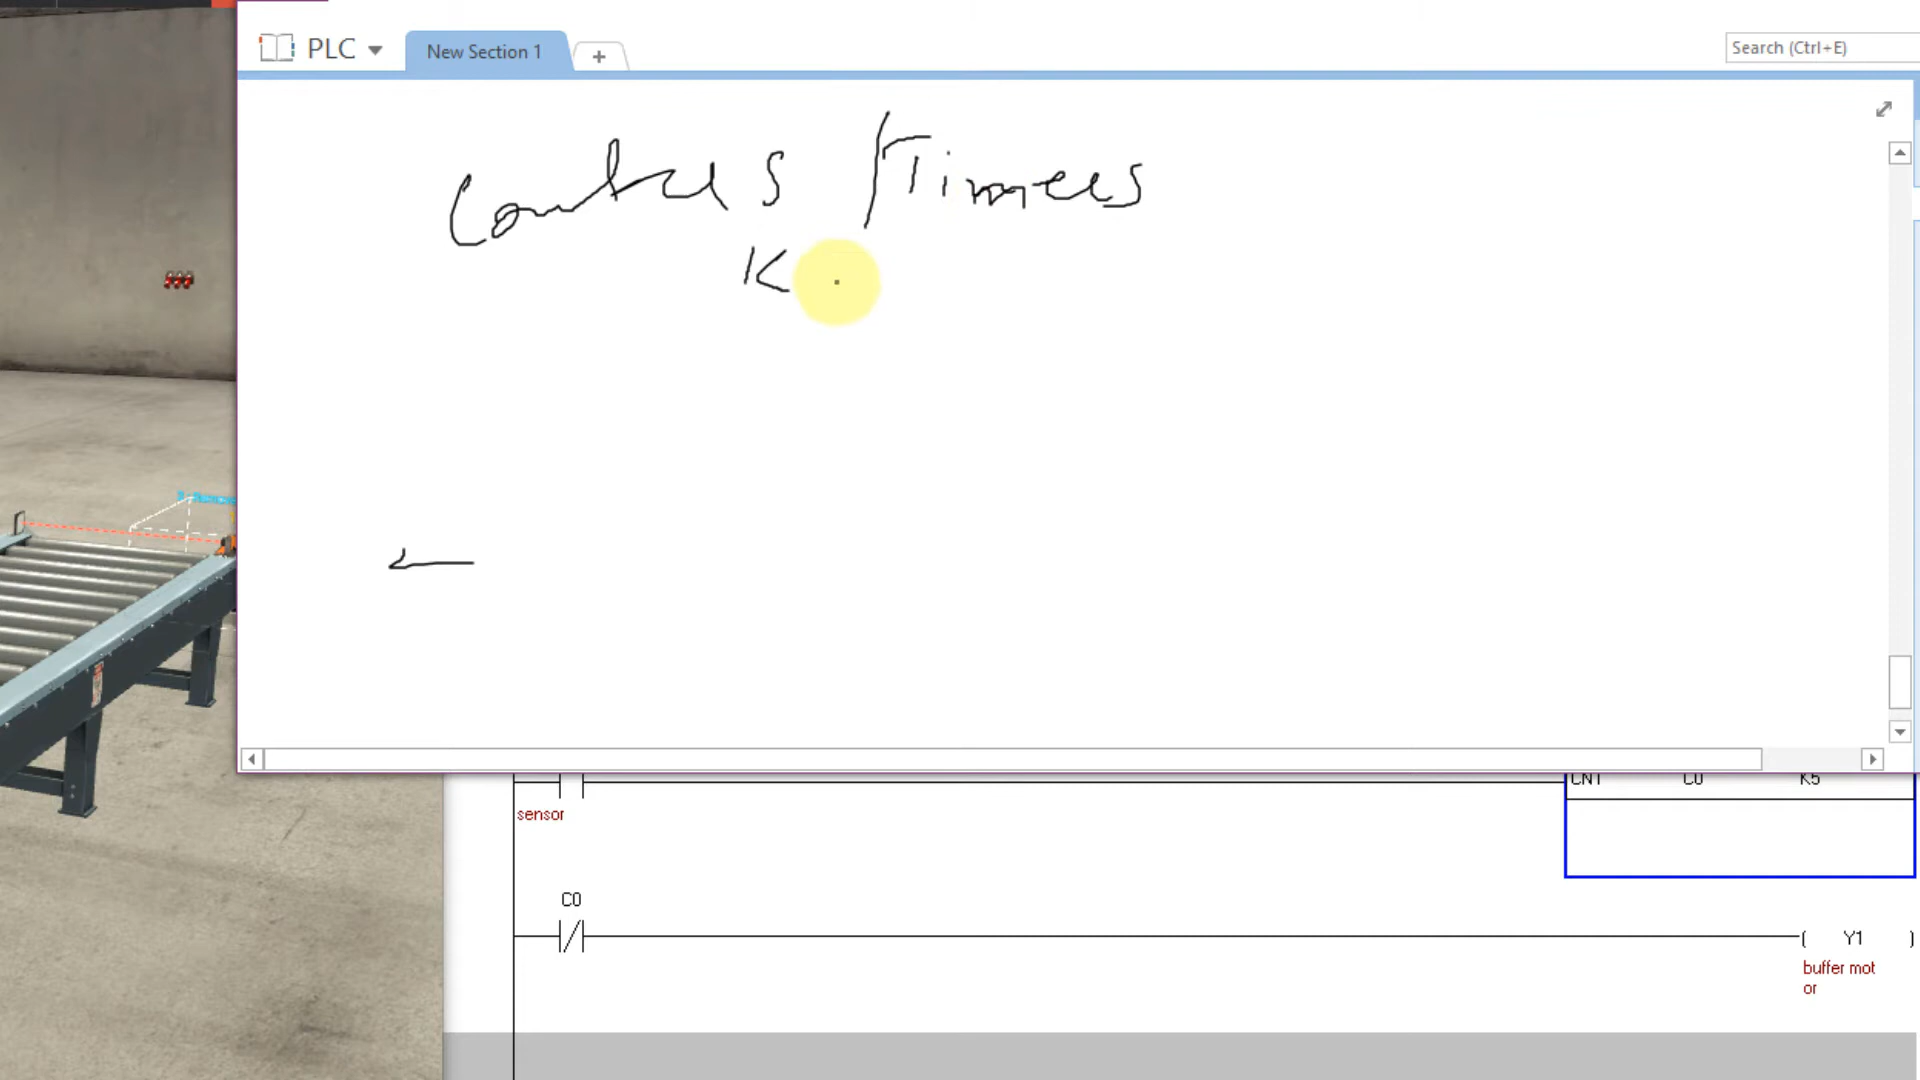 PLC
New Section 1
+
Search (Ctrl+E)
Counters / Timers
K
CNT C0 K5
sensor
C0
( Y1 )
buffer mot
or